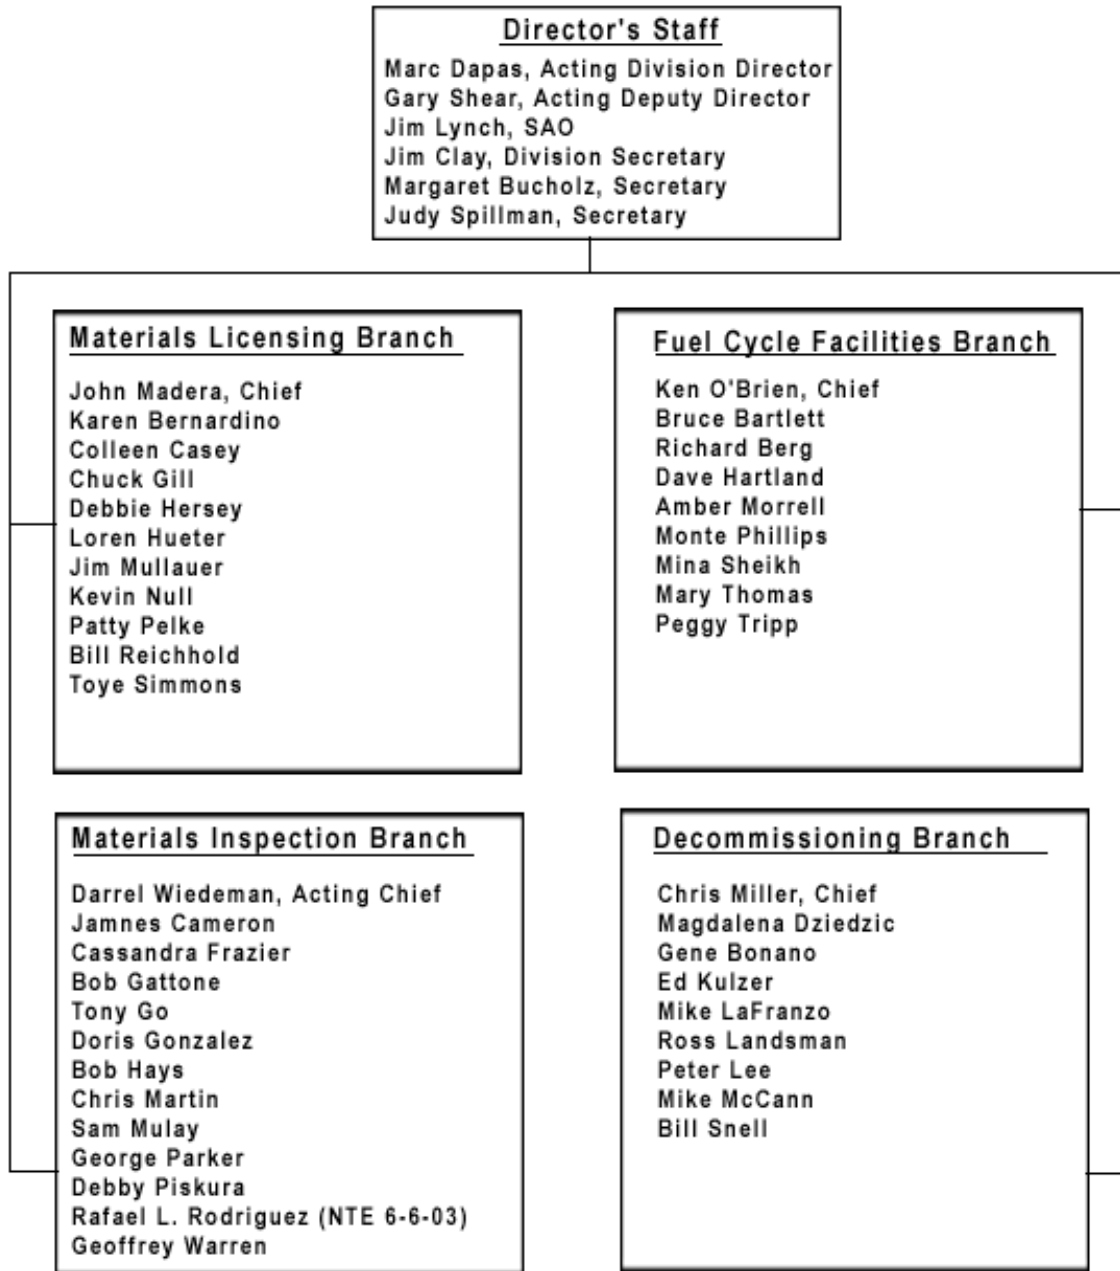 Director's Staff
Marc Dapas, Acting Division Director
Gary Shear, Acting Deputy Director
Jim Lynch, SAO
Jim Clay, Division Secretary
Margaret Bucholz, Secretary
Judy Spillman, Secretary
Materials Licensing Branch
John Madera, Chief
Karen Bernardino
Colleen Casey
Chuck Gill
Debbie Hersey
Loren Hueter
Jim Mullauer
Kevin Null
Patty Pelke
Bill Reichhold
Toye Simmons
Fuel Cycle Facilities Branch
Ken O'Brien, Chief
Bruce Bartlett
Richard Berg
Dave Hartland
Amber Morrell
Monte Phillips
Mina Sheikh
Mary Thomas
Peggy Tripp
Materials Inspection Branch
Darrel Wiedeman, Acting Chief
Jamnes Cameron
Cassandra Frazier
Bob Gattone
Tony Go
Doris Gonzalez
Bob Hays
Chris Martin
Sam Mulay
George Parker
Debby Piskura
Rafael L. Rodriguez (NTE 6-6-03)
Geoffrey Warren
Decommissioning Branch
Chris Miller, Chief
Magdalena Dziedzic
Gene Bonano
Ed Kulzer
Mike LaFranzo
Ross Landsman
Peter Lee
Mike McCann
Bill Snell